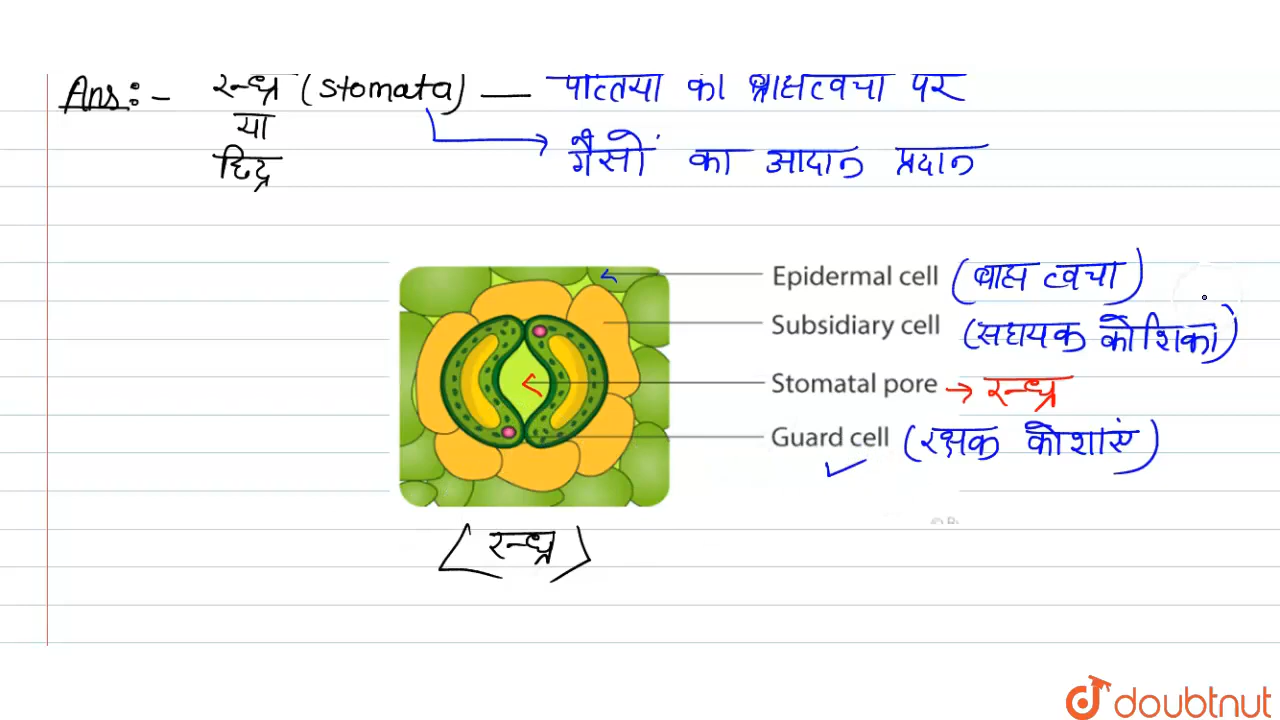 Ans:- रन्ध्र (Stomata) — पत्तियों की बाह्यत्वचा पर
या
छिद्र
गैसों का आदान प्रदान
Epidermal cell (बाह्य त्वचा)
Subsidiary cell (सहायक कोशिका)
Stomatal pore → रन्ध्र
Guard cell (रक्षक कोशाएं)
(रन्ध्र)
doubtnut